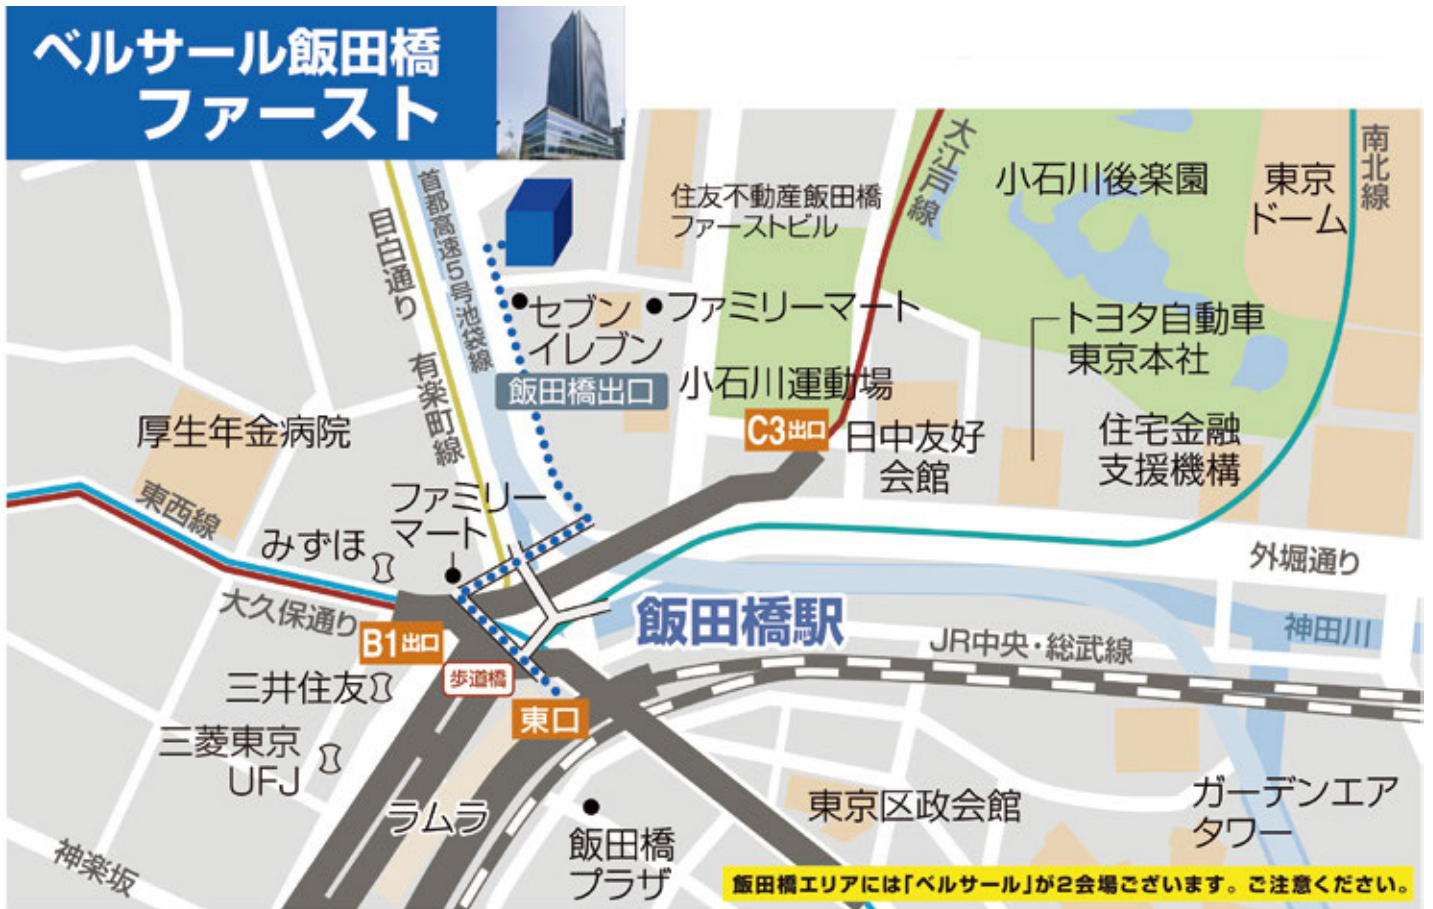 ベルサール飯田橋
ファースト
首都高速5号池袋線
目白通り
有楽町線
住友不動産飯田橋
ファーストビル
大江戸線
小石川後楽園
東京
ドーム
南北線
セブン
イレブン
ファミリーマート
トヨタ自動車
東京本社
飯田橋出口
小石川運動場
C3出口
日中友好
会館
住宅金融
支援機構
厚生年金病院
東西線
ファミリー
マート
みずほ
外堀通り
大久保通り
B1出口
飯田橋駅
神田川
JR中央・総武線
歩道橋
三井住友
東口
三菱東京
UFJ
ラムラ
飯田橋
プラザ
東京区政会館
ガーデンエア
タワー
神楽坂
飯田橋エリアには「ベルサール」が2会場ございます。ご注意ください。